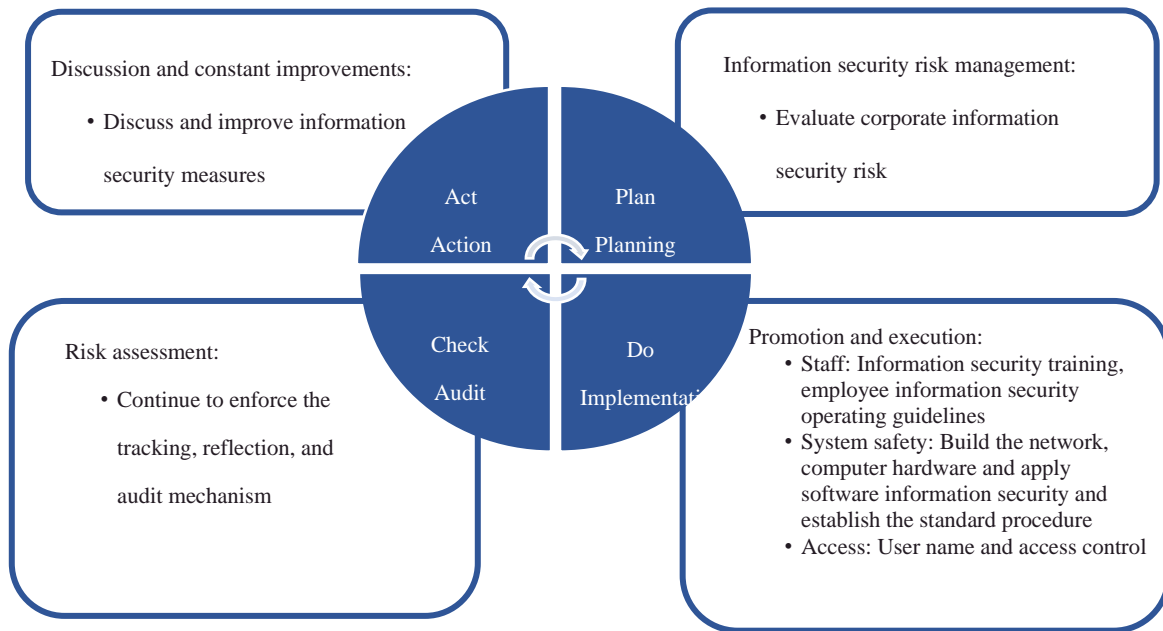 Discussion and constant improvements:
• Discuss and improve information
security measures
Information security risk management:
• Evaluate corporate information
security risk
Act
Action
Plan
Planning
Check
Audit
Do
Implementati
Risk assessment:
• Continue to enforce the
tracking, reflection, and
audit mechanism
Promotion and execution:
• Staff: Information security training,
employee information security
operating guidelines
• System safety: Build the network,
computer hardware and apply
software information security and
establish the standard procedure
• Access: User name and access control